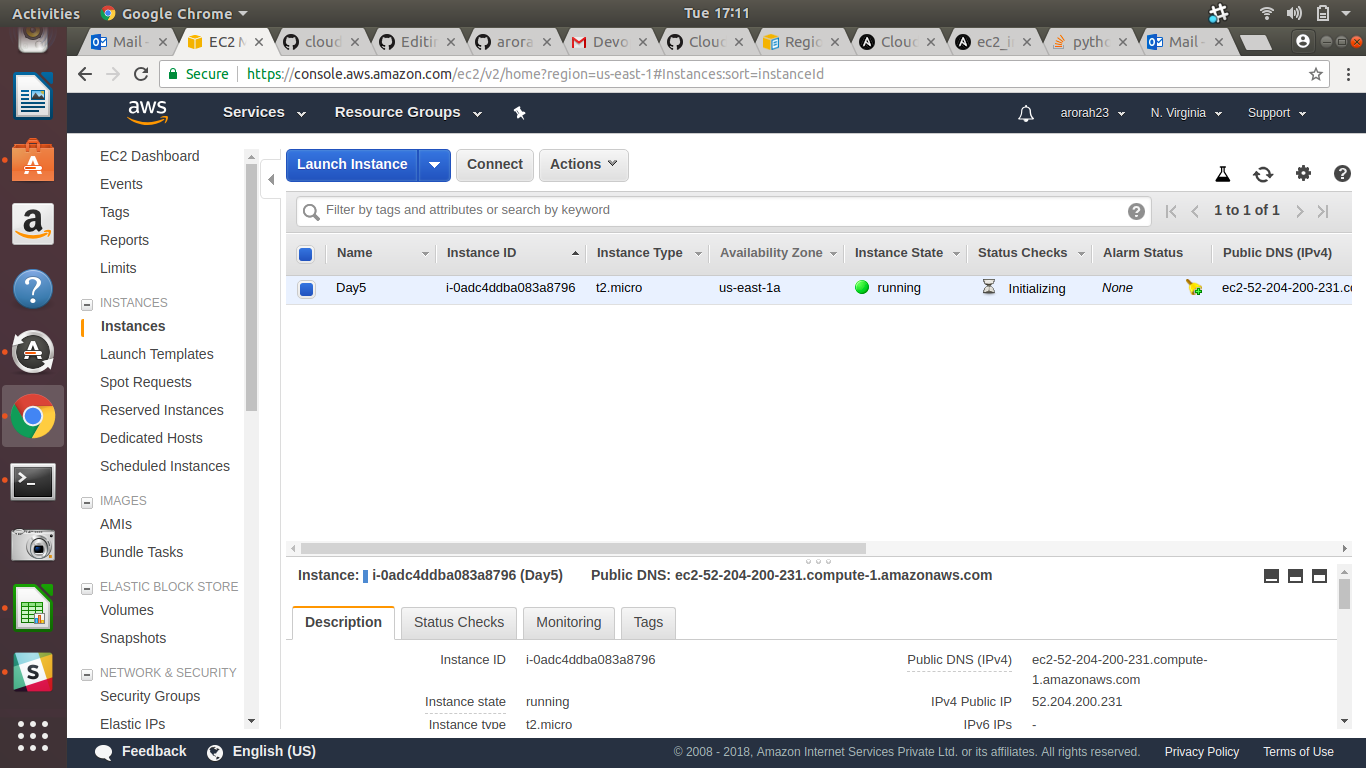 Activities Google Chrome Tue 17:11
Mail - EC2 M cloud Editin arora Devo Cloud Regio Cloud ec2_i pytho Mail -
Secure https://console.aws.amazon.com/ec2/v2/home?region=us-east-1#Instances:sort=instanceId
aws Services Resource Groups arorah23 N. Virginia Support
EC2 Dashboard
Events
Tags
Reports
Limits
INSTANCES
Instances
Launch Templates
Spot Requests
Reserved Instances
Dedicated Hosts
Scheduled Instances
IMAGES
AMIs
Bundle Tasks
ELASTIC BLOCK STORE
Volumes
Snapshots
NETWORK & SECURITY
Security Groups
Elastic IPs
Launch Instance Connect Actions
Filter by tags and attributes or search by keyword 1 to 1 of 1
Name Instance ID Instance Type Availability Zone Instance State Status Checks Alarm Status Public DNS (IPv4)
Day5 i-0adc4ddba083a8796 t2.micro us-east-1a running Initializing None ec2-52-204-200-231.co
Instance: i-0adc4ddba083a8796 (Day5) Public DNS: ec2-52-204-200-231.compute-1.amazonaws.com
Description Status Checks Monitoring Tags
Instance ID i-0adc4ddba083a8796 Public DNS (IPv4) ec2-52-204-200-231.compute-
1.amazonaws.com
Instance state running IPv4 Public IP 52.204.200.231
Instance type t2.micro IPv6 IPs -
Feedback English (US) © 2008 - 2018, Amazon Internet Services Private Ltd. or its affiliates. All rights reserved. Privacy Policy Terms of Use